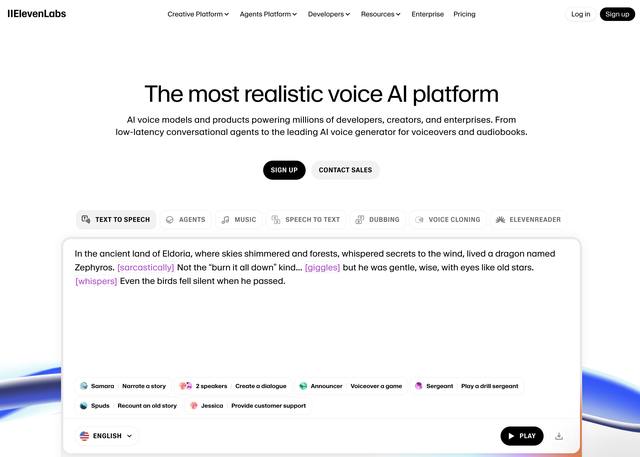 IIElevenLabs
Creative Platform
Agents Platform
Developers
Resources
Enterprise
Pricing
Log in
Sign up
The most realistic voice AI platform
AI voice models and products powering millions of developers, creators, and enterprises. From
low-latency conversational agents to the leading AI voice generator for voiceovers and audiobooks.
SIGN UP
CONTACT SALES
TEXT TO SPEECH
AGENTS
MUSIC
SPEECH TO TEXT
DUBBING
VOICE CLONING
ELEVENREADER
In the ancient land of Eldoria, where skies shimmered and forests, whispered secrets to the wind, lived a dragon named
Zephyros. [sarcastically] Not the “burn it all down” kind... [giggles] but he was gentle, wise, with eyes like old stars.
[whispers] Even the birds fell silent when he passed.
Samara Narrate a story
2 speakers Create a dialogue
Announcer Voiceover a game
Sergeant Play a drill sergeant
Spuds Recount an old story
Jessica Provide customer support
ENGLISH
PLAY